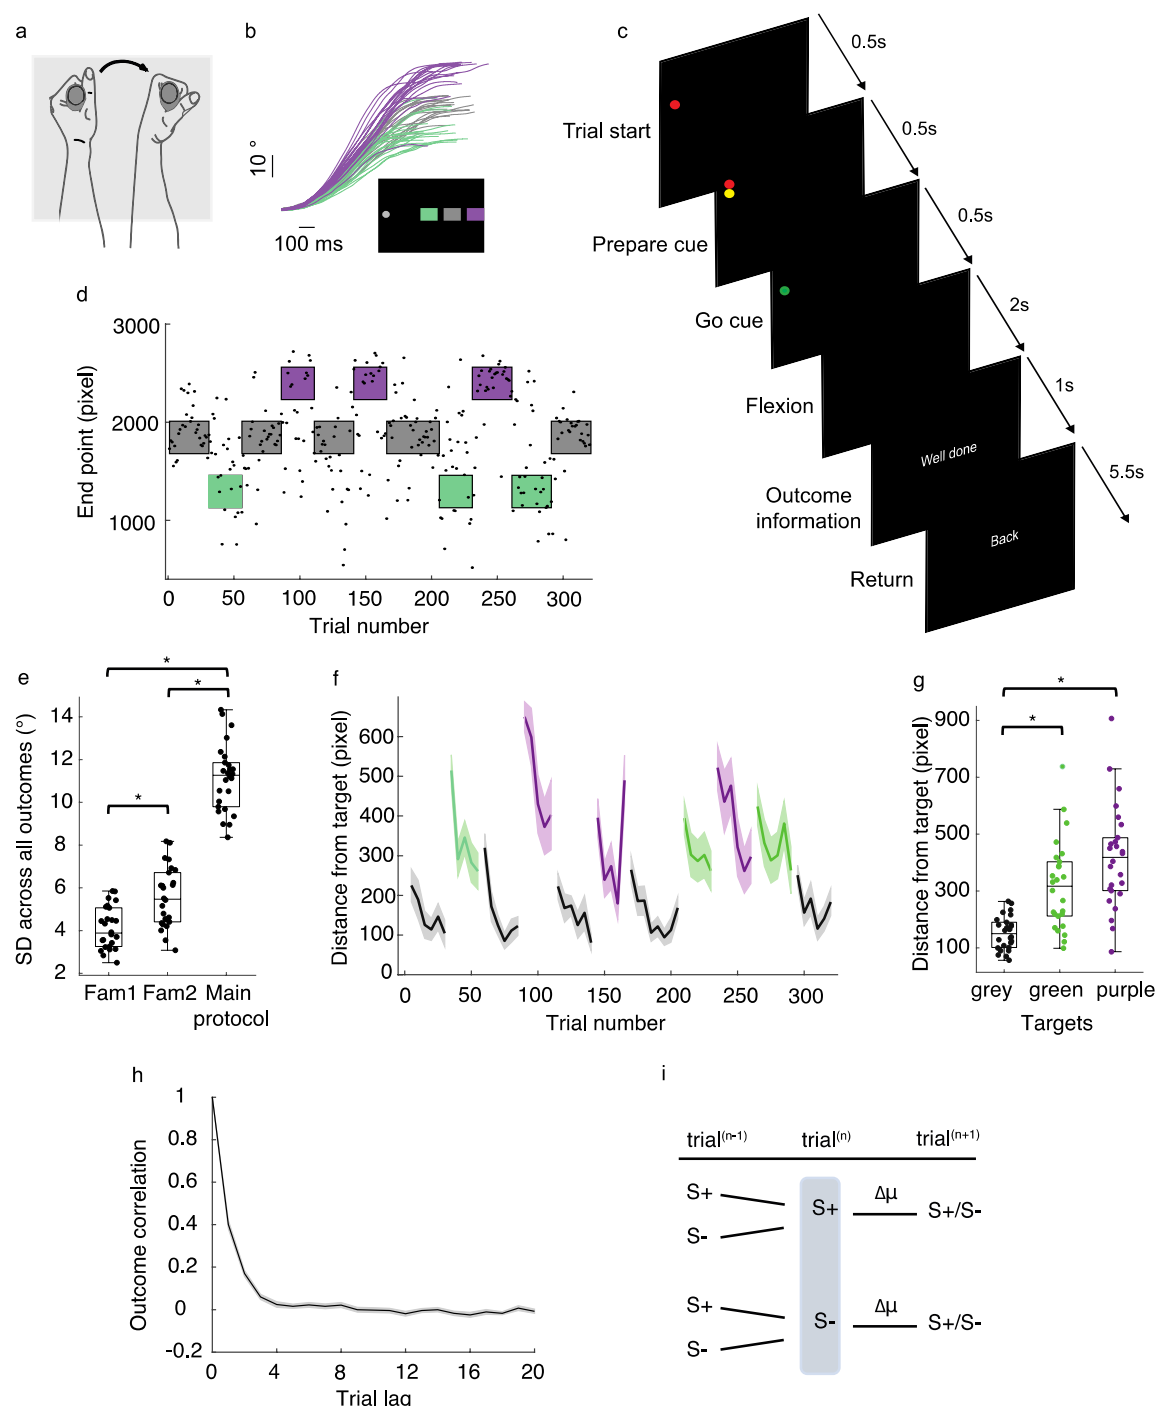 a
b
10 °
100 ms
c
0.5s
Trial start
0.5s
Prepare cue
0.5s
Go cue
2s
Flexion
1s
Well done
Outcome
information
5.5s
Back
Return
d
3000
2000
1000
End point (pixel)
0 50 100 150 200 250 300
Trial number
e
*
*
*
14
12
10
8
6
4
2
SD across all outcomes (°)
Fam1 Fam2 Main
protocol
f
600
500
400
300
200
100
0
Distance from target (pixel)
0 50 100 150 200 250 300
Trial number
g
*
*
900
700
500
300
100
Distance from target (pixel)
grey green purple
Targets
h
1
0.8
0.6
0.4
0.2
0
-0.2
Outcome correlation
0 4 8 12 16 20
Trial lag
i
trial(n-1) trial(n) trial(n+1)
S+
S-
S+ Δμ S+/S-
S+
S-
S- Δμ S+/S-